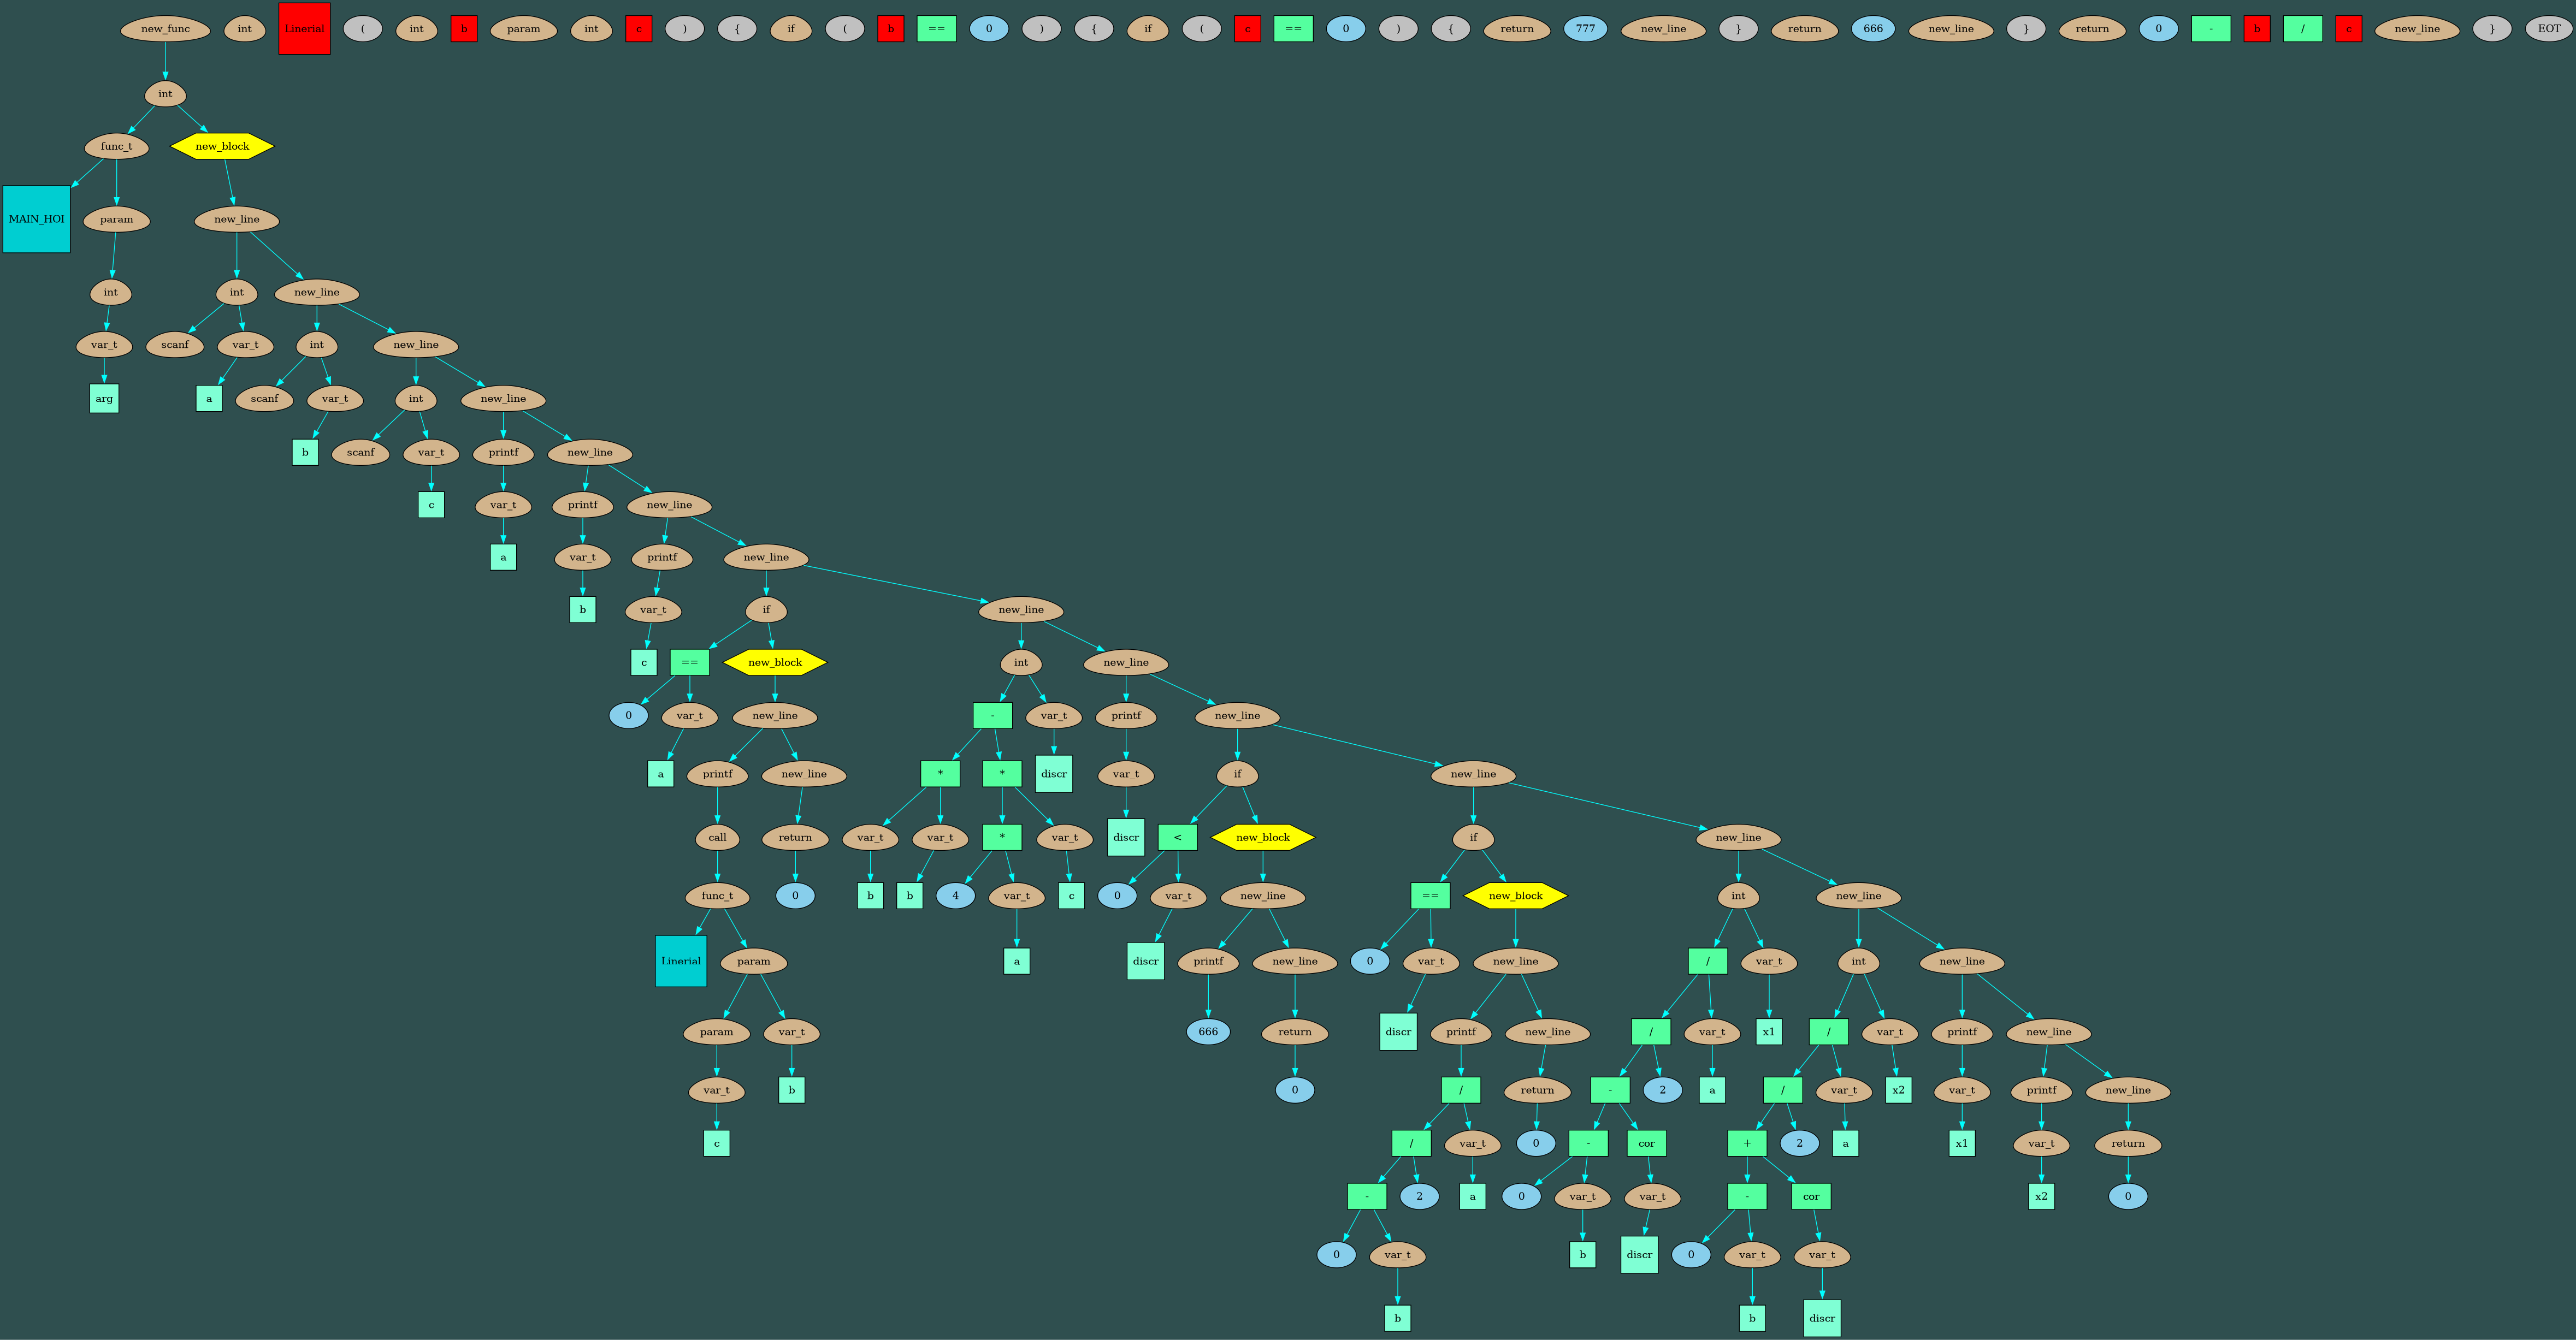 new_func int Linerial ( int b param int c ) { if ( b == 0 ) { if ( c == 0 ) { return 777 new_line } return 666 new_line } return 0 - b / c new_line } EOT
int
func_t new_block
MAIN_HOI param new_line
int int new_line
var_t scanf var_t int new_line
arg a scanf var_t int new_line
b scanf var_t printf new_line
c var_t printf new_line
a var_t printf new_line
b var_t if new_line
c == new_block int new_line
0 var_t new_line - var_t printf new_line
a printf new_line * * discr var_t if new_line
call return var_t var_t * var_t discr < new_block if new_line
func_t 0 b b 4 var_t c 0 var_t new_line == new_block int new_line
Linerial param a discr printf new_line 0 var_t new_line / var_t int new_line
param var_t 666 return discr printf new_line / var_t x1 / var_t printf new_line
var_t b 0 / return - 2 a / var_t x2 var_t printf new_line
c / var_t 0 - cor + 2 a x1 var_t return
- 2 a 0 var_t var_t - cor x2 0
0 var_t b discr 0 var_t var_t
b b discr